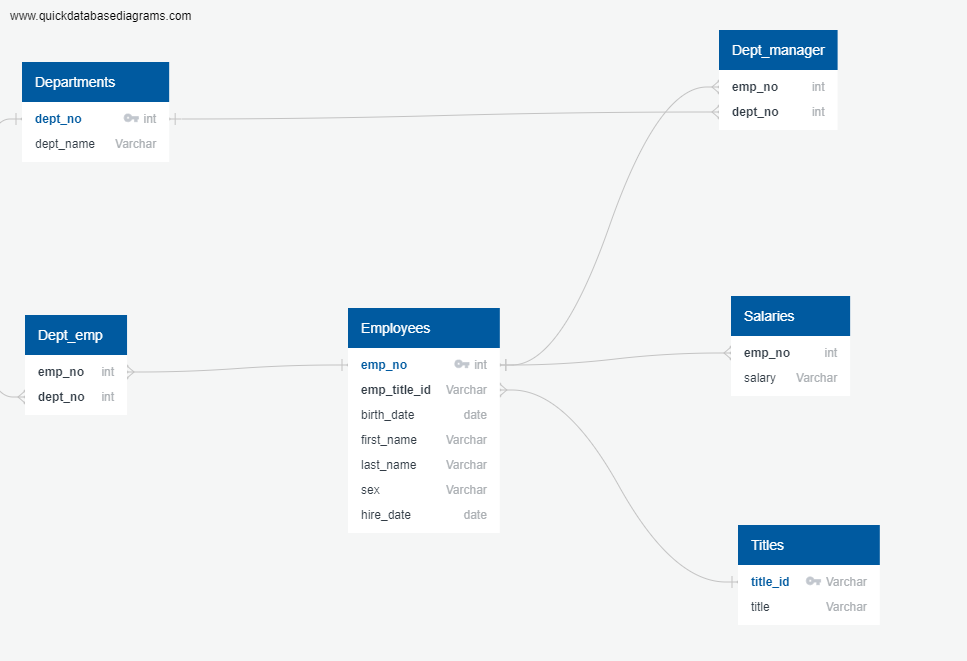 www.quickdatabasediagrams.com
Departments
dept_no int
dept_name Varchar
Dept_manager
emp_no int
dept_no int
Dept_emp
emp_no int
dept_no int
Employees
emp_no int
emp_title_id Varchar
birth_date date
first_name Varchar
last_name Varchar
sex Varchar
hire_date date
Salaries
emp_no int
salary Varchar
Titles
title_id Varchar
title Varchar